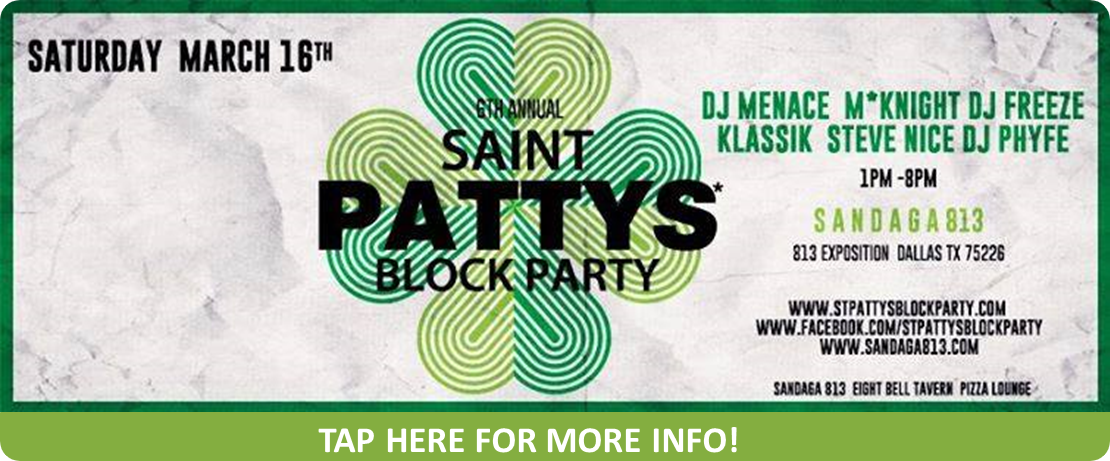 SATURDAY MARCH 16TH
6TH ANNUAL
SAINT
PATTYS*
BLOCK PARTY
DJ MENACE M*KNIGHT DJ FREEZE
KLASSIK STEVE NICE DJ PHYFE
1PM -8PM
SANDAGA 813
813 EXPOSITION DALLAS TX 75226
WWW.STPATTYSBLOCKPARTY.COM
WWW.FACEBOOK.COM/STPATTYSBLOCKPARTY
WWW.SANDAGA813.COM
SANDAGA 813 EIGHT BELL TAVERN PIZZA LOUNGE
TAP HERE FOR MORE INFO!